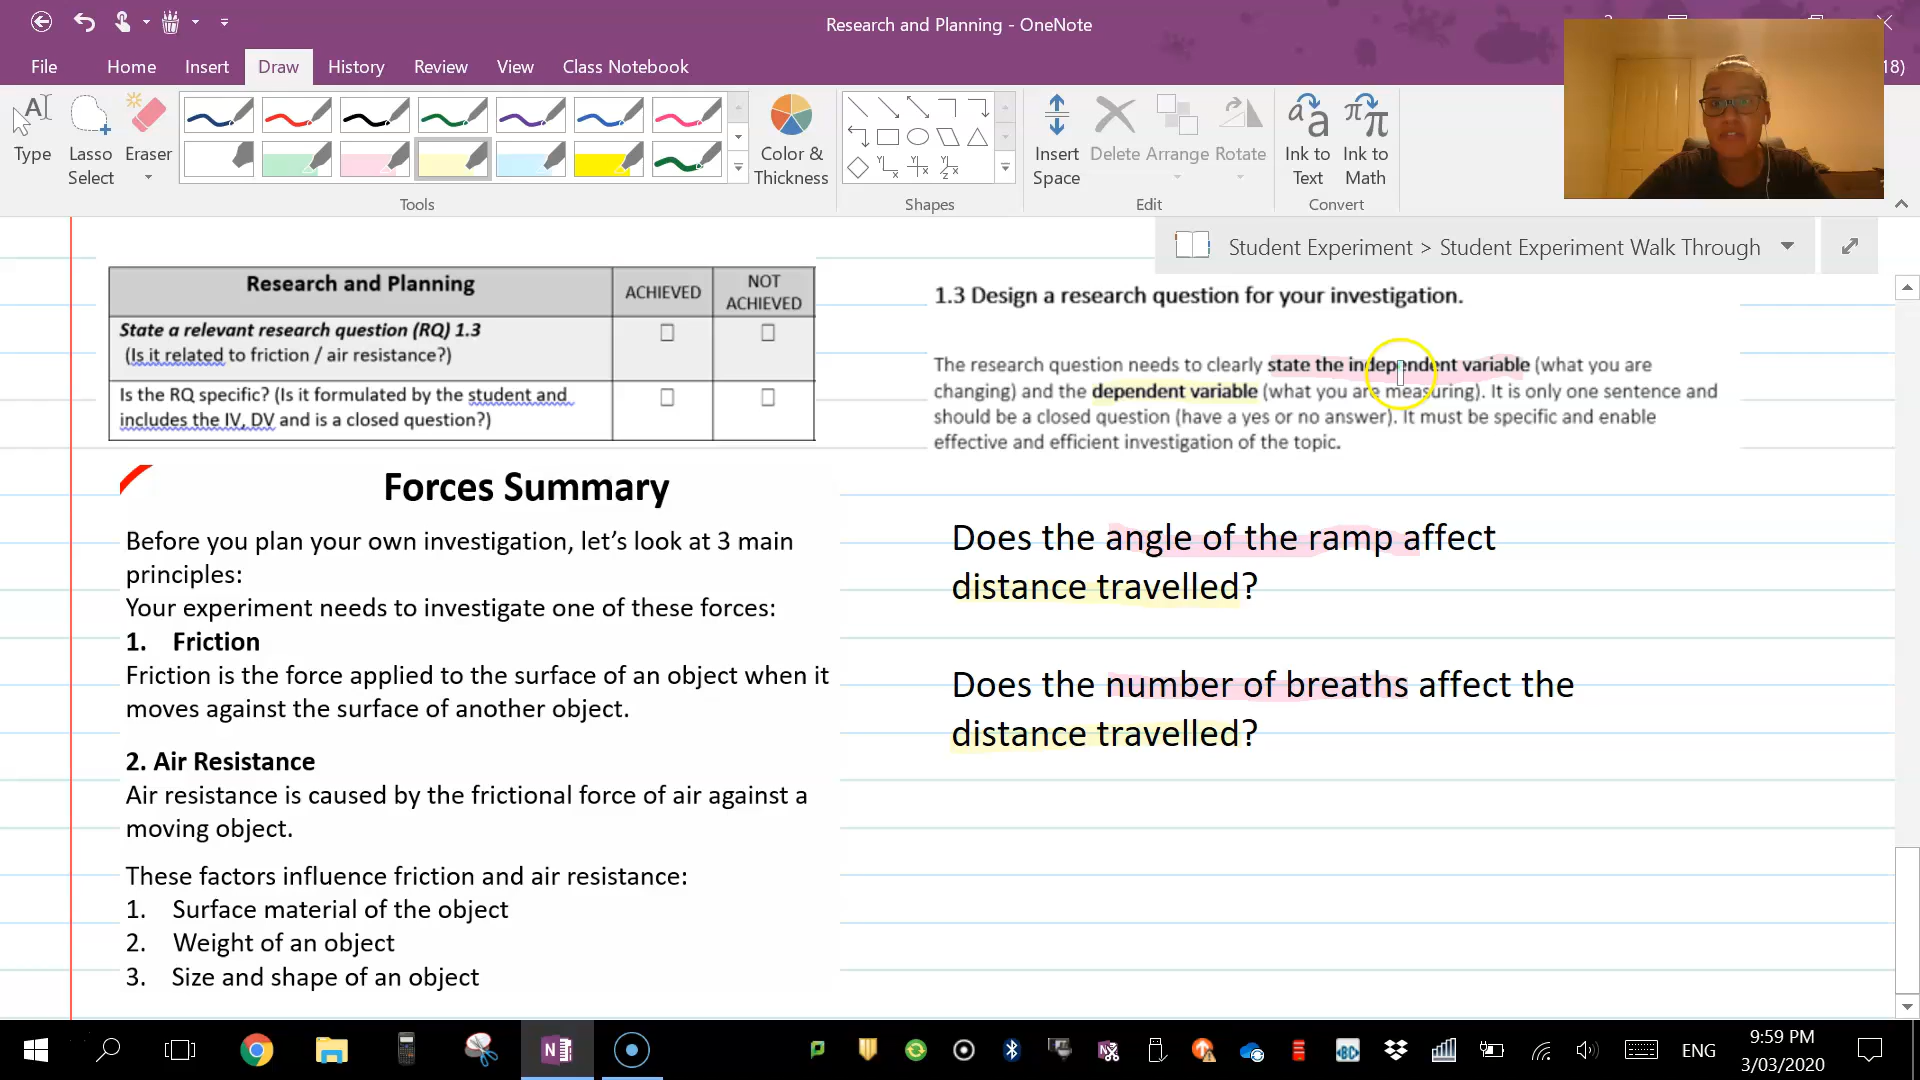 Research and Planning - OneNote
File
Home
Insert
Draw
History
Review
View
Class Notebook
18)
Type
Lasso
Select
Eraser
Color &
Thickness
Insert
Space
Delete
Arrange
Rotate
Ink to
Text
Ink to
Math
Tools
Shapes
Edit
Convert
Student Experiment > Student Experiment Walk Through
Research and Planning
ACHIEVED
NOT
ACHIEVED
State a relevant research question (RQ) 1.3
(Is it related to friction / air resistance?)
Is the RQ specific? (Is it formulated by the student and
includes the IV, DV and is a closed question?)
Forces Summary
Before you plan your own investigation, let’s look at 3 main
principles:
Your experiment needs to investigate one of these forces:
1. Friction
Friction is the force applied to the surface of an object when it
moves against the surface of another object.
2. Air Resistance
Air resistance is caused by the frictional force of air against a
moving object.
These factors influence friction and air resistance:
1. Surface material of the object
2. Weight of an object
3. Size and shape of an object
1.3 Design a research question for your investigation.
The research question needs to clearly state the independent variable (what you are
changing) and the dependent variable (what you are measuring). It is only one sentence and
should be a closed question (have a yes or no answer). It must be specific and enable
effective and efficient investigation of the topic.
Does the angle of the ramp affect
distance travelled?
Does the number of breaths affect the
distance travelled?
ENG
9:59 PM
3/03/2020